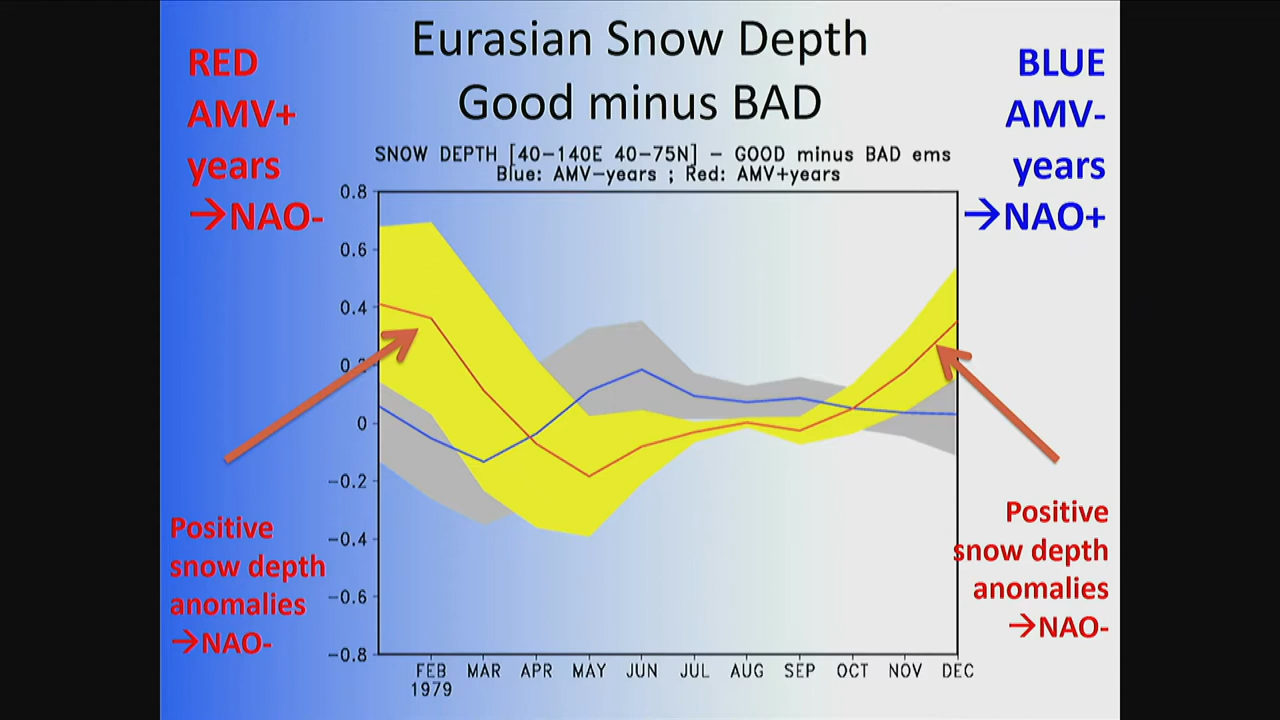 Eurasian Snow Depth
Good minus BAD
RED
AMV+
years
→NAO-
BLUE
AMV-
years
→NAO+
SNOW DEPTH [40-140E 40-75N] - GOOD minus BAD ems
Blue: AMV-years ; Red: AMV+years
0.8
0.6
0.4
0.2
0
-0.2
-0.4
-0.6
-0.8
FEB MAR APR MAY JUN JUL AUG SEP OCT NOV DEC
1979
Positive
snow depth
anomalies
→NAO-
Positive
snow depth
anomalies
→NAO-